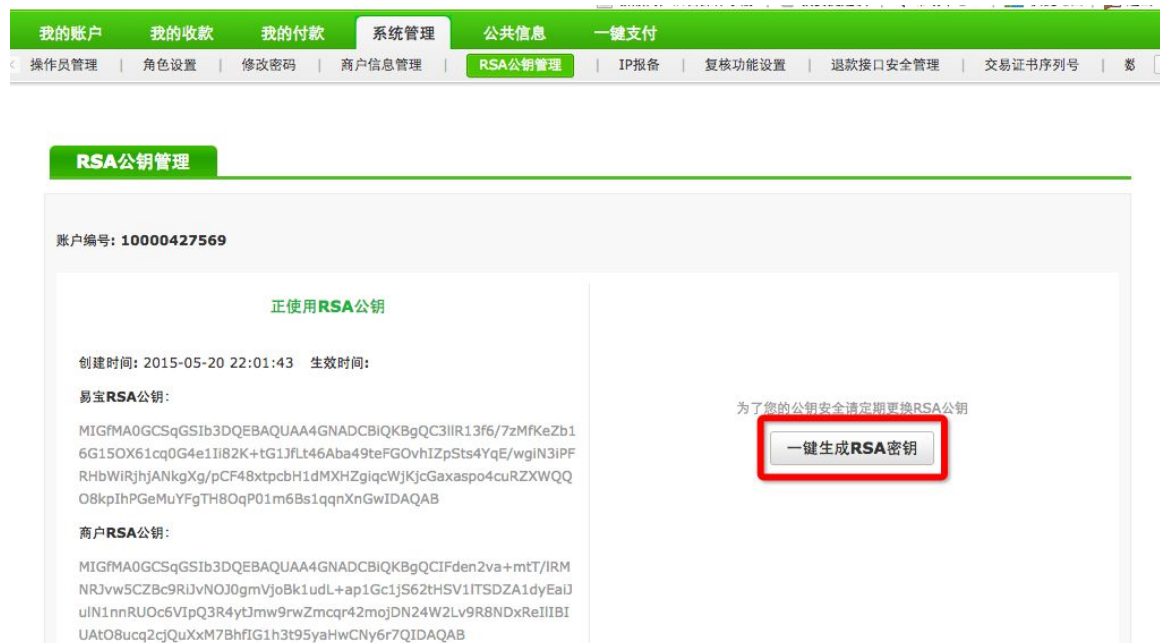 我的账户 我的收款 我的付款 系统管理 公共信息 一键支付
操作员管理 | 角色设置 | 修改密码 | 商户信息管理 | RSA公钥管理 | IP报备 | 复核功能设置 | 退款接口安全管理 | 交易证书序列号 |
RSA公钥管理
账户编号: 10000427569
正使用RSA公钥
创建时间: 2015-05-20 22:01:43 生效时间:
易宝RSA公钥:
MIGfMA0GCSqGSIb3DQEBAQUAA4GNADCBiQKBgQC3llR13f6/7zMfKeZb1
6G15OX61cq0G4e1Ii82K+tG1JfLt46Aba49teFGOvhIZpSts4YqE/wgiN3iPF
RHbWiRjhjANkgXg/pCF48xtpcbH1dMXHZgiqcWjKjcGaxaspo4cuRZXWQQ
O8kpIhPGeMuYFgTH8OqP01m6Bs1qqnXnGwIDAQAB
商户RSA公钥:
MIGfMA0GCSqGSIb3DQEBAQUAA4GNADCBiQKBgQCIFden2va+mtT/lRM
NRJvw5CZBc9RiJvNOJ0gmVjoBk1udL+ap1Gc1jS62tHSV1lTSDZA1dyEaiJ
ulN1nnRUOc6VIpQ3R4ytJmw9rwZmcqr42mojDN24W2Lv9R8NDxReIlIBI
UAtO8ucq2cjQuXxM7BhfIG1h3t95yaHwCNy6r7QIDAQAB
为了您的公钥安全请定期更换RSA公钥
一键生成RSA密钥